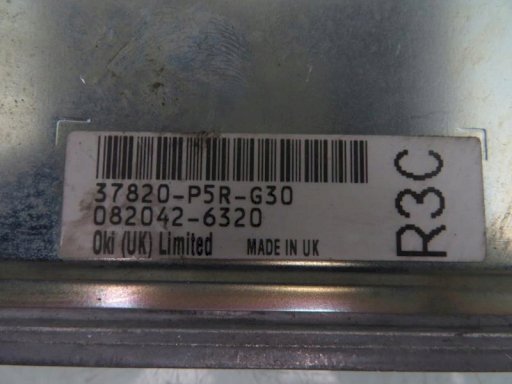 37820-P5R-G30
082042-6320
Oki (UK) Limited MADE IN UK
R3C